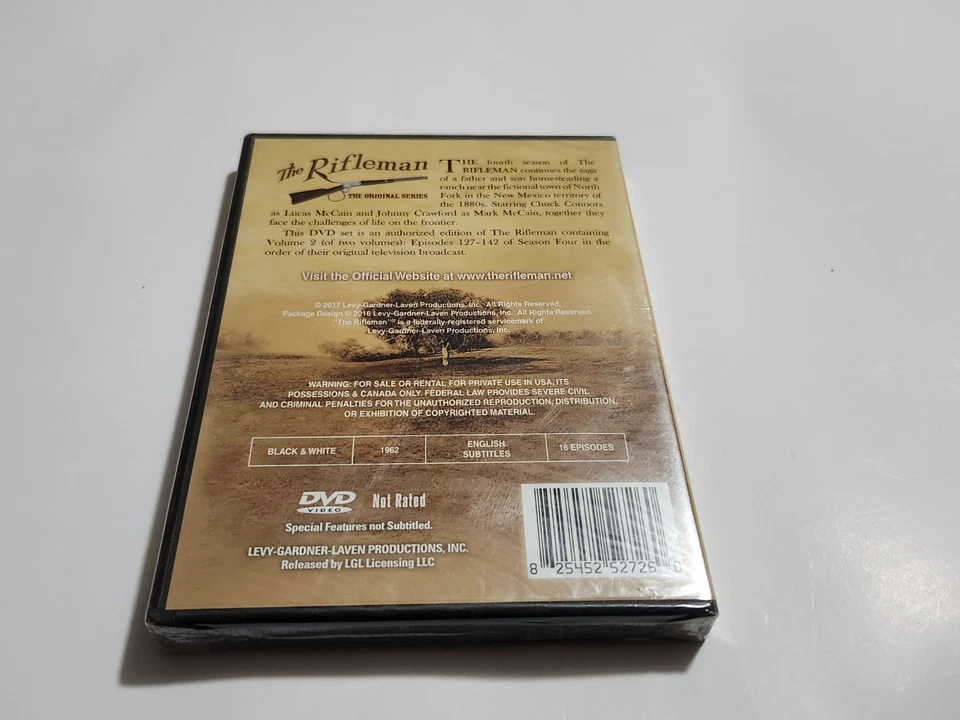 The Rifleman
THE ORIGINAL SERIES
THE fourth season of The
RIFLEMAN continues the saga
of a father and son homesteading a
ranch near the fictional town of North
Fork in the New Mexico territory of
the 1880s. Starring Chuck Connors
as Lucas McCain and Johnny Crawford as Mark McCain, together they
face the challenges of life on the frontier.
This DVD set is an authorized edition of The Rifleman containing
Volume 2 (of two volumes): Episodes 127-142 of Season Four in the
order of their original television broadcast.
Visit the Official Website at www.therifleman.net
© 2017 Levy-Gardner-Laven Productions, Inc. All Rights Reserved.
Package Design © 2016 Levy-Gardner-Laven Productions, Inc. All Rights Reserved.
"The Rifleman"® is a federally-registered servicemark of
Levy-Gardner-Laven Productions, Inc.
WARNING: FOR SALE OR RENTAL FOR PRIVATE USE IN USA, ITS
POSSESSIONS & CANADA ONLY. FEDERAL LAW PROVIDES SEVERE CIVIL
AND CRIMINAL PENALTIES FOR THE UNAUTHORIZED REPRODUCTION, DISTRIBUTION,
OR EXHIBITION OF COPYRIGHTED MATERIAL.
BLACK & WHITE
1962
ENGLISH
SUBTITLES
16 EPISODES
DVD
VIDEO
Not Rated
Special Features not Subtitled.
LEVY-GARDNER-LAVEN PRODUCTIONS, INC.
Released by LGL Licensing LLC
8 25452 52726 0